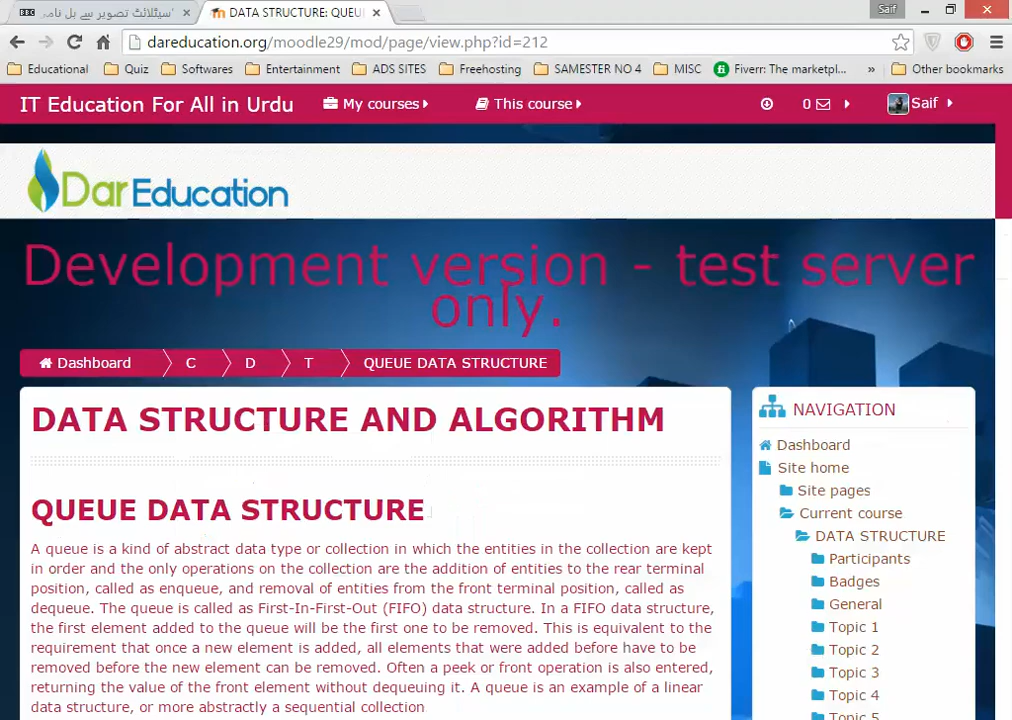 BBC 'سیٹلائٹ تصویر سے بل نامہ
DATA STRUCTURE: QUEU
Saif
dareducation.org/moodle29/mod/page/view.php?id=212
Educational Quiz Softwares Entertainment ADS SITES Freehosting SAMESTER NO 4 MISC Fiverr: The marketpl... » Other bookmarks
IT Education For All in Urdu My courses This course 0 Saif
Dar Education
Development version - test server
only.
Dashboard C D T QUEUE DATA STRUCTURE
DATA STRUCTURE AND ALGORITHM
QUEUE DATA STRUCTURE
A queue is a kind of abstract data type or collection in which the entities in the collection are kept
in order and the only operations on the collection are the addition of entities to the rear terminal
position, called as enqueue, and removal of entities from the front terminal position, called as
dequeue. The queue is called as First-In-First-Out (FIFO) data structure. In a FIFO data structure,
the first element added to the queue will be the first one to be removed. This is equivalent to the
requirement that once a new element is added, all elements that were added before have to be
removed before the new element can be removed. Often a peek or front operation is also entered,
returning the value of the front element without dequeuing it. A queue is an example of a linear
data structure, or more abstractly a sequential collection
NAVIGATION
Dashboard
Site home
Site pages
Current course
DATA STRUCTURE
Participants
Badges
General
Topic 1
Topic 2
Topic 3
Topic 4
Topic 5